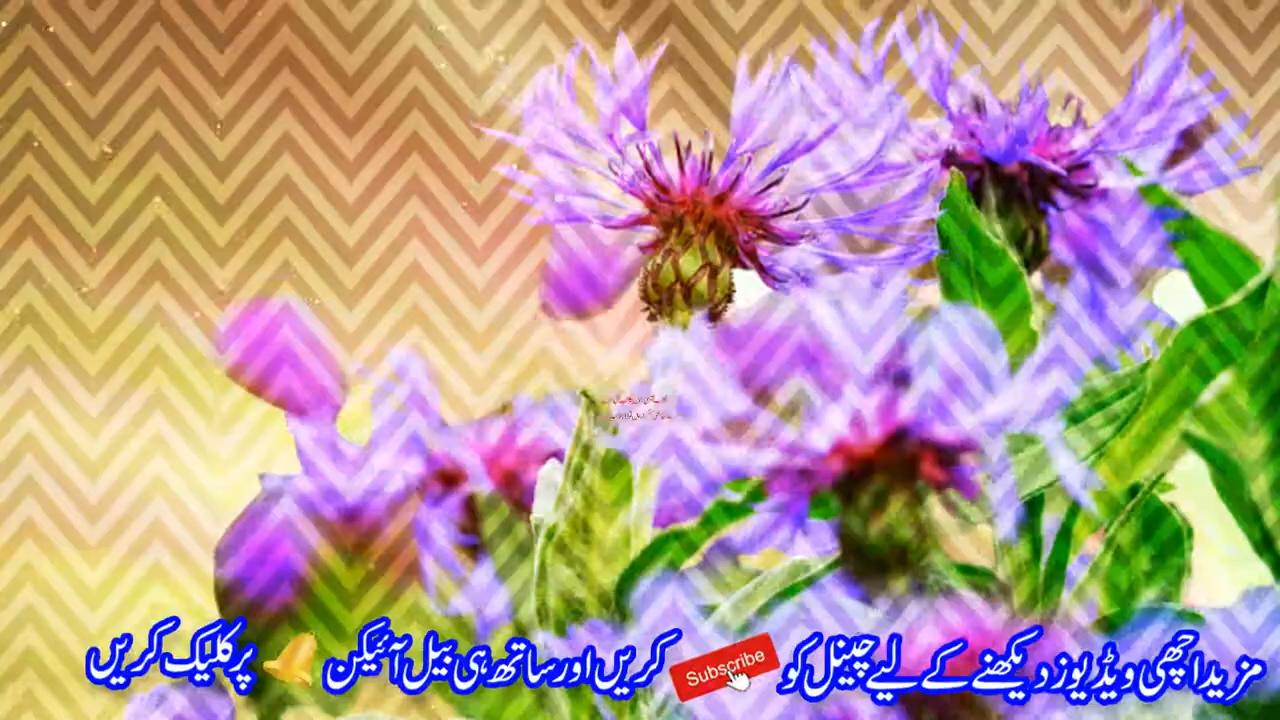 مزید اچھی ویڈیوز دیکھنے کے لیے چینل کو Subscribe کریں اور ساتھ ہی بیل آئیکن پر کلیک کریں